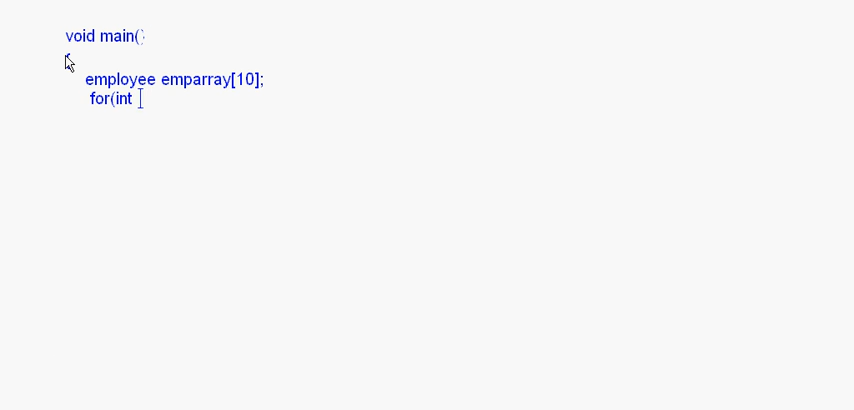 void main()
{
employee emparray[10];
for(int